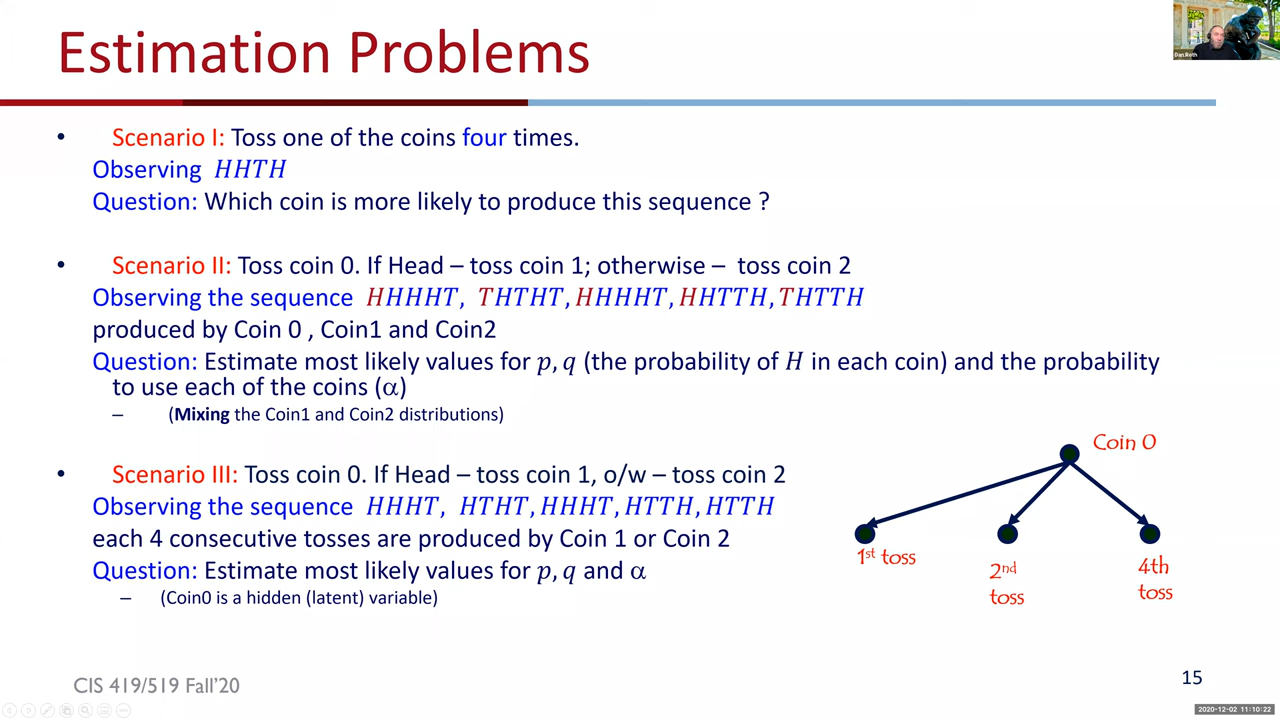 Estimation Problems
Dan Roth
• Scenario I: Toss one of the coins four times.
Observing HHTH
Question: Which coin is more likely to produce this sequence ?
• Scenario II: Toss coin 0. If Head – toss coin 1; otherwise – toss coin 2
Observing the sequence HHHHT, THTHT, HHHHT, HHTTH, THTTH
produced by Coin 0 , Coin1 and Coin2
Question: Estimate most likely values for p, q (the probability of H in each coin) and the probability
to use each of the coins (α)
– (Mixing the Coin1 and Coin2 distributions)
• Scenario III: Toss coin 0. If Head – toss coin 1, o/w – toss coin 2
Observing the sequence HHHT, HTHT, HHHT, HTTH, HTTH
each 4 consecutive tosses are produced by Coin 1 or Coin 2
Question: Estimate most likely values for p, q and α
– (Coin0 is a hidden (latent) variable)
Coin 0
1st toss
2nd
toss
4th
toss
CIS 419/519 Fall'20
15
2020-12-02 11:10:22